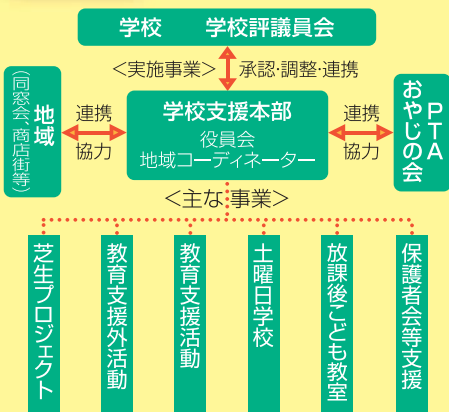 学校　学校評議員会
＜実施事業＞ 承認・調整・連携
地域
（同窓会、商店街等）
連携
協力
学校支援本部
役員会
地域コーディネーター
連携
協力
PTA
おやじの会
＜主な事業＞
芝生プロジェクト
教育支援外活動
教育支援活動
土曜日学校
放課後こども教室
保護者会等支援